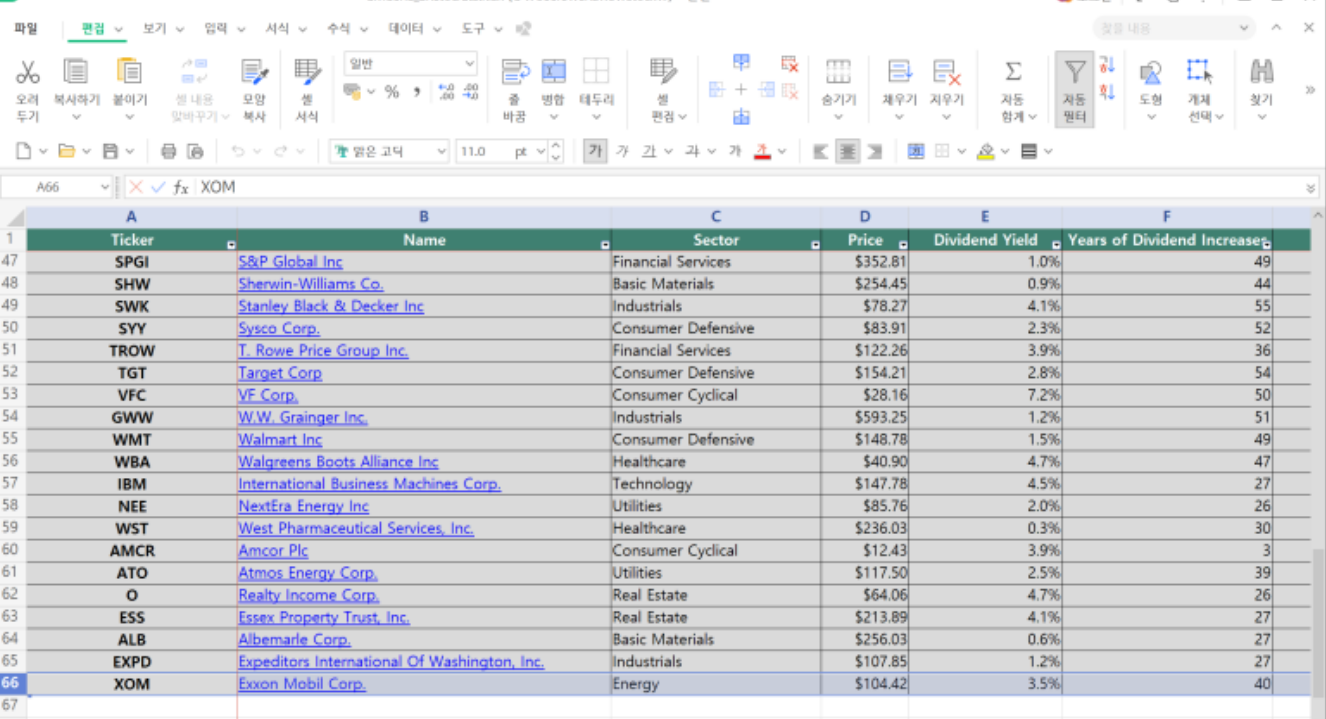 파일 편집 보기 입력 서식 수식 데이터 도구 찾을 내용
일반
% 9 .00 .00
오려 두기 복사하기 붙이기 셀 내용 맞바꾸기 모양 복사 셀 서식 줄 바꿈 병합 테두리 셀 편집 숨기기 채우기 지우기 자동 합계 자동 필터 도형 개체 선택 찾기
맑은 고딕 11.0 pt 가 가 가 가 가 가
A66 fx XOM
A B C D E F
1 Ticker Name Sector Price Dividend Yield Years of Dividend Increases
47 SPGI S&P Global Inc Financial Services $352.81 1.0% 49
48 SHW Sherwin-Williams Co. Basic Materials $254.45 0.9% 44
49 SWK Stanley Black & Decker Inc Industrials $78.27 4.1% 55
50 SYY Sysco Corp. Consumer Defensive $83.91 2.3% 52
51 TROW T. Rowe Price Group Inc. Financial Services $122.26 3.9% 36
52 TGT Target Corp Consumer Defensive $154.21 2.8% 54
53 VFC VF Corp. Consumer Cyclical $28.16 7.2% 50
54 GWW W.W. Grainger Inc. Industrials $593.25 1.2% 51
55 WMT Walmart Inc Consumer Defensive $148.78 1.5% 49
56 WBA Walgreens Boots Alliance Inc Healthcare $40.90 4.7% 47
57 IBM International Business Machines Corp. Technology $147.78 4.5% 27
58 NEE NextEra Energy Inc Utilities $85.76 2.0% 26
59 WST West Pharmaceutical Services, Inc. Healthcare $236.03 0.3% 30
60 AMCR Amcor Plc Consumer Cyclical $12.43 3.9% 3
61 ATO Atmos Energy Corp. Utilities $117.50 2.5% 39
62 O Realty Income Corp. Real Estate $64.06 4.7% 26
63 ESS Essex Property Trust, Inc. Real Estate $213.89 4.1% 27
64 ALB Albemarle Corp. Basic Materials $256.03 0.6% 27
65 EXPD Expeditors International Of Washington, Inc. Industrials $107.85 1.2% 27
66 XOM Exxon Mobil Corp. Energy $104.42 3.5% 40
67